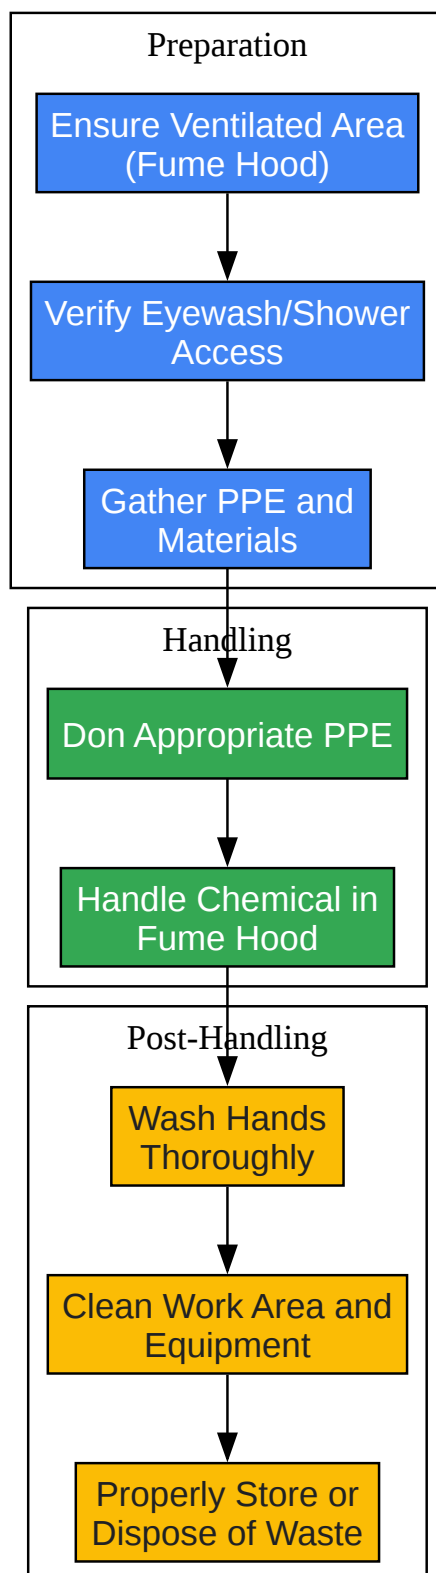 Preparation
Ensure Ventilated Area
(Fume Hood)
Verify Eyewash/Shower
Access
Gather PPE and
Materials
Handling
Don Appropriate PPE
Handle Chemical in
Fume Hood
Post-Handling
Wash Hands
Thoroughly
Clean Work Area and
Equipment
Properly Store or
Dispose of Waste